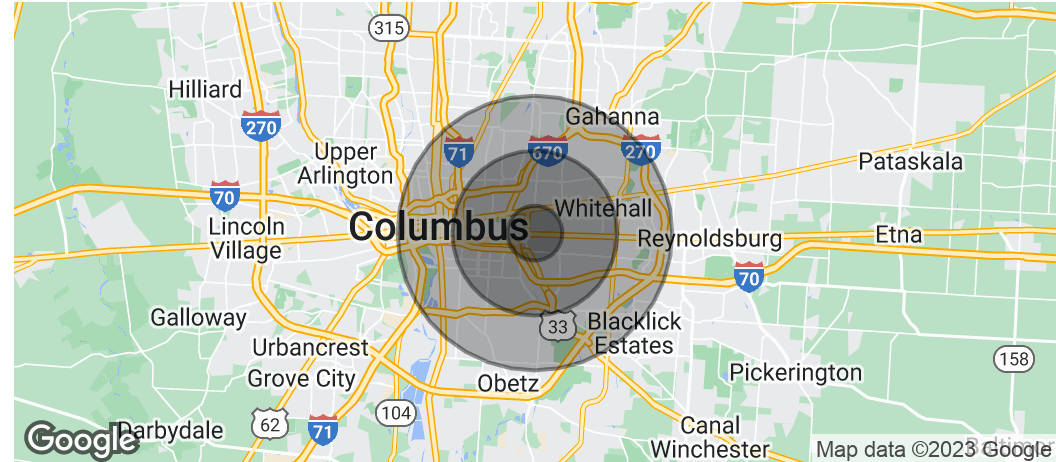 315
Hilliard
Gahanna
270
71
670
270
Upper
Arlington
Pataskala
70
Whitehall
Columbus
Lincoln
Village
Reynoldsburg
Etna
70
Galloway
33
Blacklick
Estates
Urbancrest
158
Grove City
Obetz
Pickerington
104
62
71
Darbydale
Canal
Winchester
Google
Map data ©2023 Google